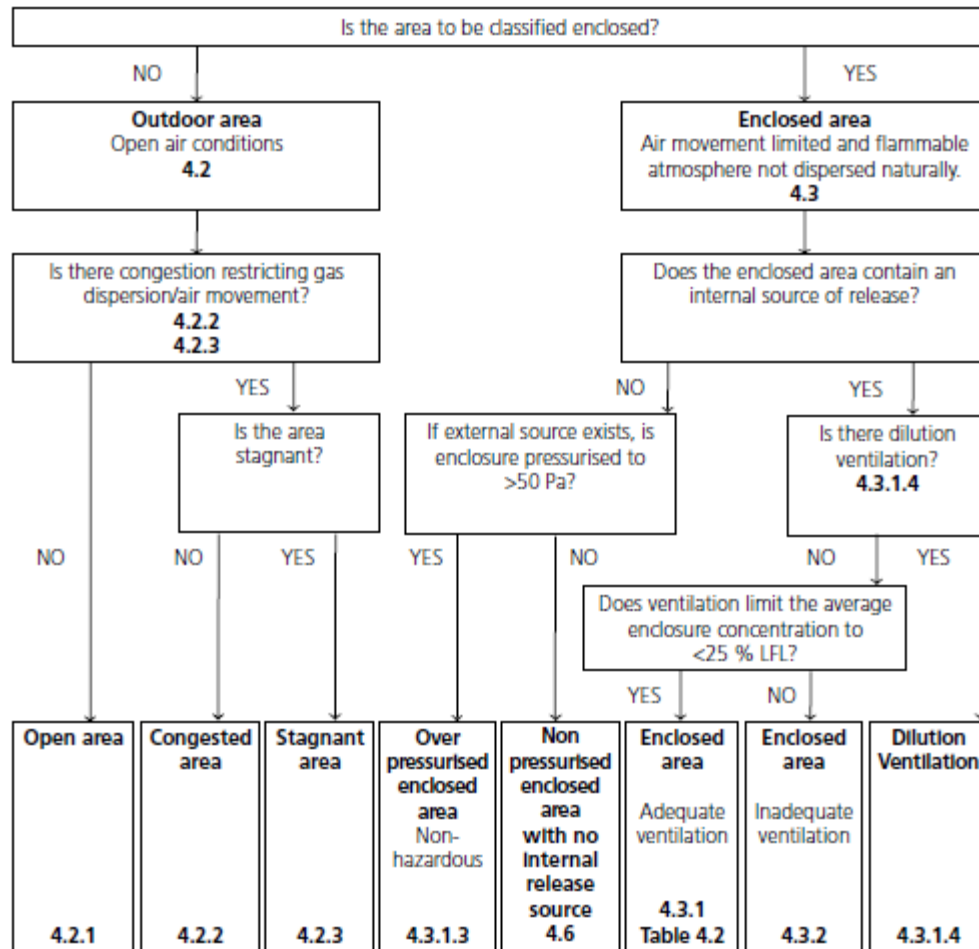 Is the area to be classified enclosed?
NO
YES
Outdoor area
Open air conditions
4.2
Enclosed area
Air movement limited and flammable
atmosphere not dispersed naturally.
4.3
Is there congestion restricting gas
dispersion/air movement?
4.2.2
4.2.3
Does the enclosed area contain an
internal source of release?
YES
NO
YES
Is the area
stagnant?
If external source exists, is
enclosure pressurised to
>50 Pa?
Is there dilution
ventilation?
4.3.1.4
NO
NO
YES
YES
NO
NO
YES
Does ventilation limit the average
enclosure concentration to
<25 % LFL?
YES
NO
Open area
4.2.1
Congested
area
4.2.2
Stagnant
area
4.2.3
Over
pressurised
enclosed
area
Non-
hazardous
4.3.1.3
Non
pressurised
enclosed
area
with no
internal
release
source
4.6
Enclosed
area
Adequate
ventilation
4.3.1
Table 4.2
Enclosed
area
Inadequate
ventilation
4.3.2
Dilution
Ventilation
4.3.1.4